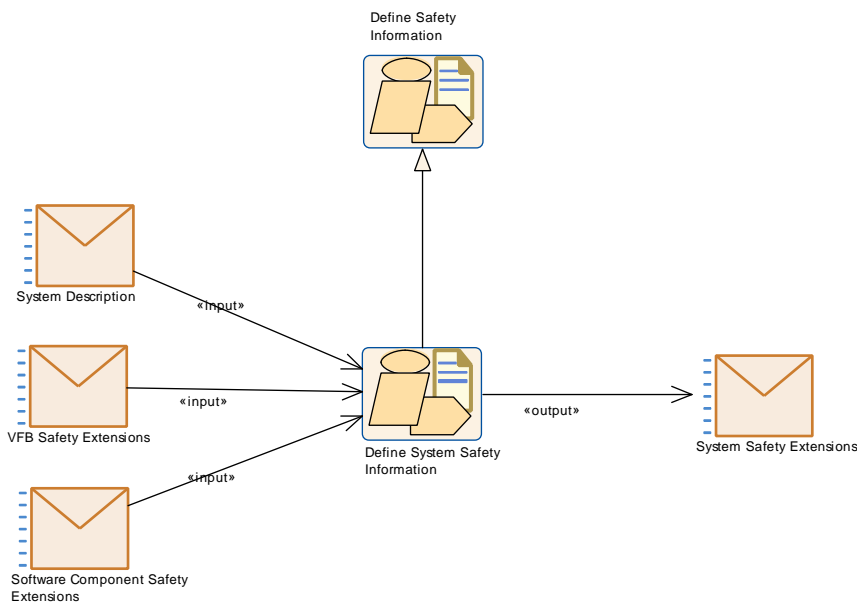 Define Safety
Information
System Description
«input»
VFB Safety Extensions
«input»
«input»
Software Component Safety
Extensions
Define System Safety
Information
«output»
System Safety Extensions